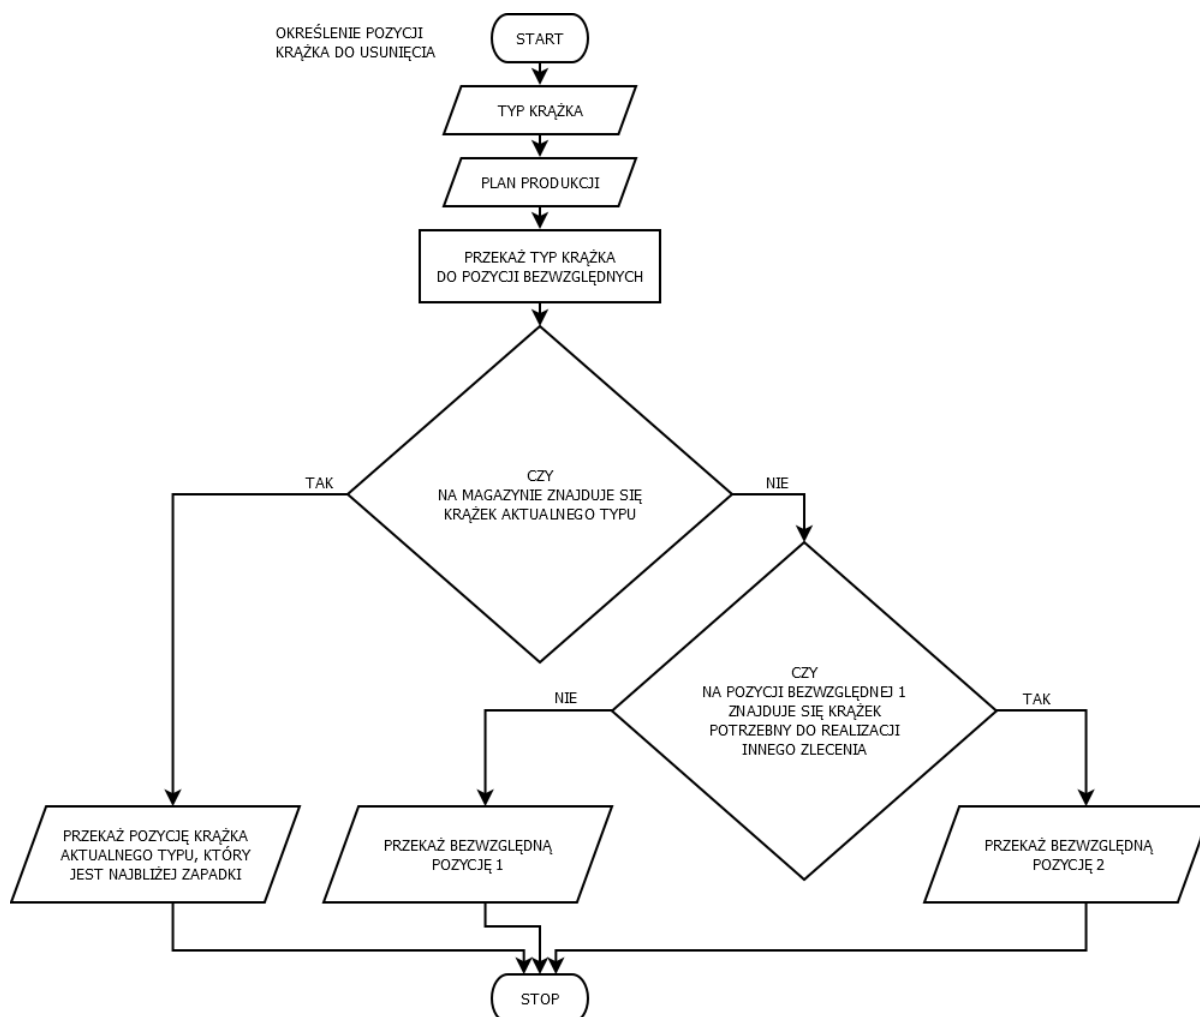 OKREŚLENIE POZYCJI
KRĄŻKA DO USUNIĘCIA
START
TYP KRĄŻKA
PLAN PRODUKCJI
PRZEKAŻ TYP KRĄŻKA
DO POZYCJI BEZWZGLĘDNYCH
CZY
NA MAGAZYNIE ZNAJDUJE SIĘ
KRĄŻEK AKTUALNEGO TYPU
TAK
NIE
CZY
NA POZYCJI BEZWZGLĘDNEJ 1
ZNAJDUJE SIĘ KRĄŻEK
POTRZEBNY DO REALIZACJI
INNEGO ZLECENIA
NIE
TAK
PRZEKAŻ POZYCJĘ KRĄŻKA
AKTUALNEGO TYPU, KTÓRY
JEST NAJBLIŻEJ ZAPADKI
PRZEKAŻ BEZWZGLĘDNĄ
POZYCJĘ 1
PRZEKAŻ BEZWZGLĘDNĄ
POZYCJĘ 2
STOP